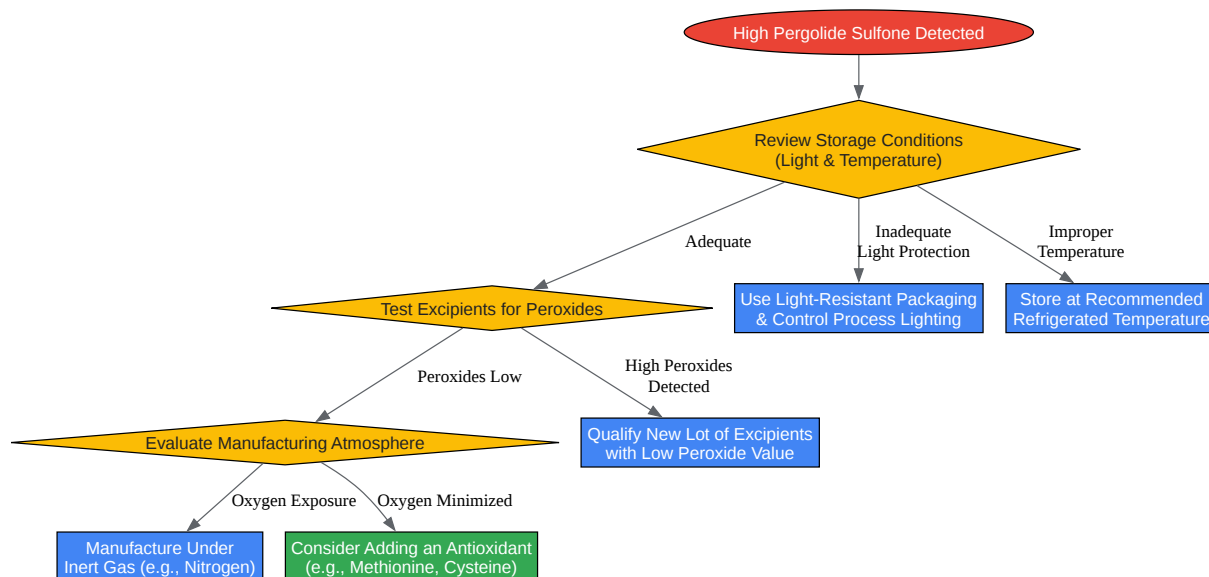 High Pergolide Sulfone Detected
Review Storage Conditions
(Light & Temperature)
Adequate
Inadequate
Light Protection
Improper
Temperature
Test Excipients for Peroxides
Use Light-Resistant Packaging
& Control Process Lighting
Store at Recommended
Refrigerated Temperature
Peroxides Low
High Peroxides
Detected
Evaluate Manufacturing Atmosphere
Qualify New Lot of Excipients
with Low Peroxide Value
Oxygen Exposure
Oxygen Minimized
Manufacture Under
Inert Gas (e.g., Nitrogen)
Consider Adding an Antioxidant
(e.g., Methionine, Cysteine)